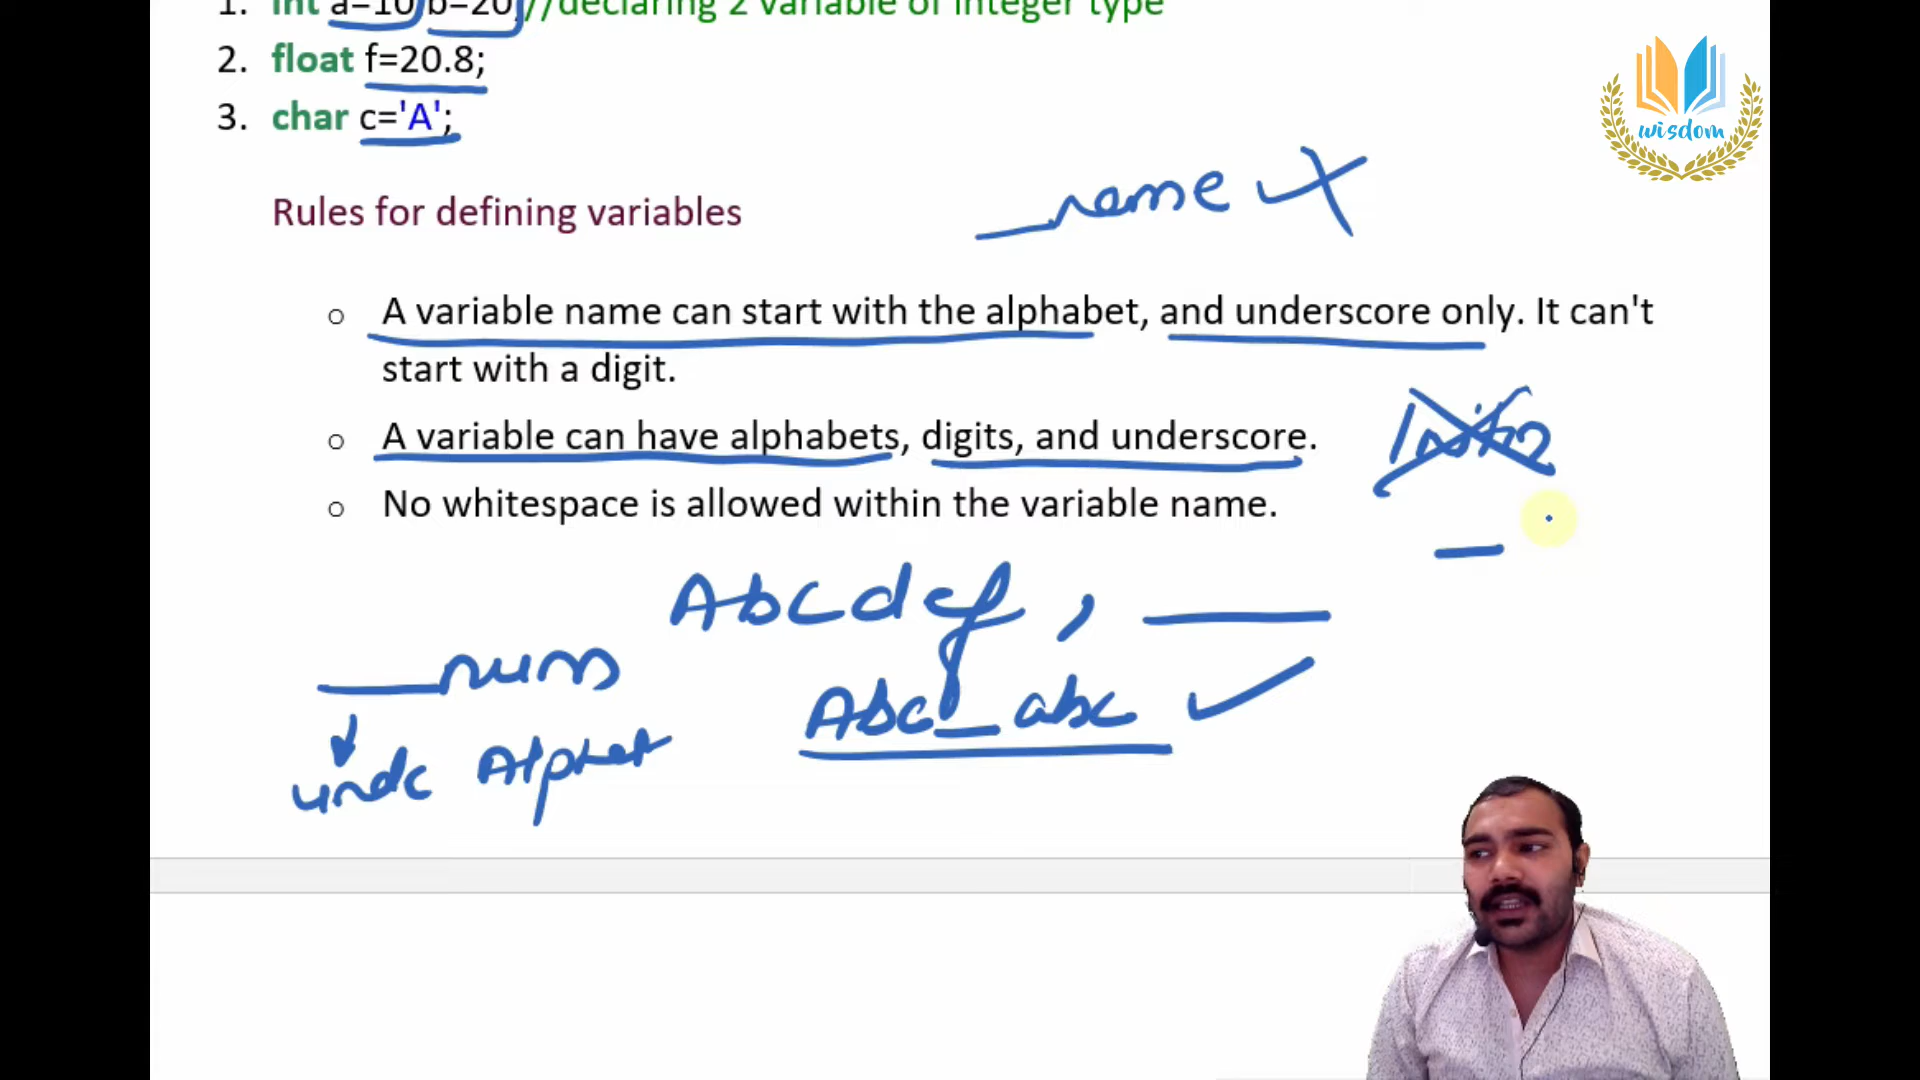 1. int a=10,b=20;//declaring 2 variable of integer type
2. float f=20.8;
3. char c='A';
wisdom
_name
Rules for defining variables
o A variable name can start with the alphabet, and underscore only. It can't
start with a digit.
o A variable can have alphabets, digits, and underscore.
o No whitespace is allowed within the variable name.
Abcdef , __
_num
Abc_abc